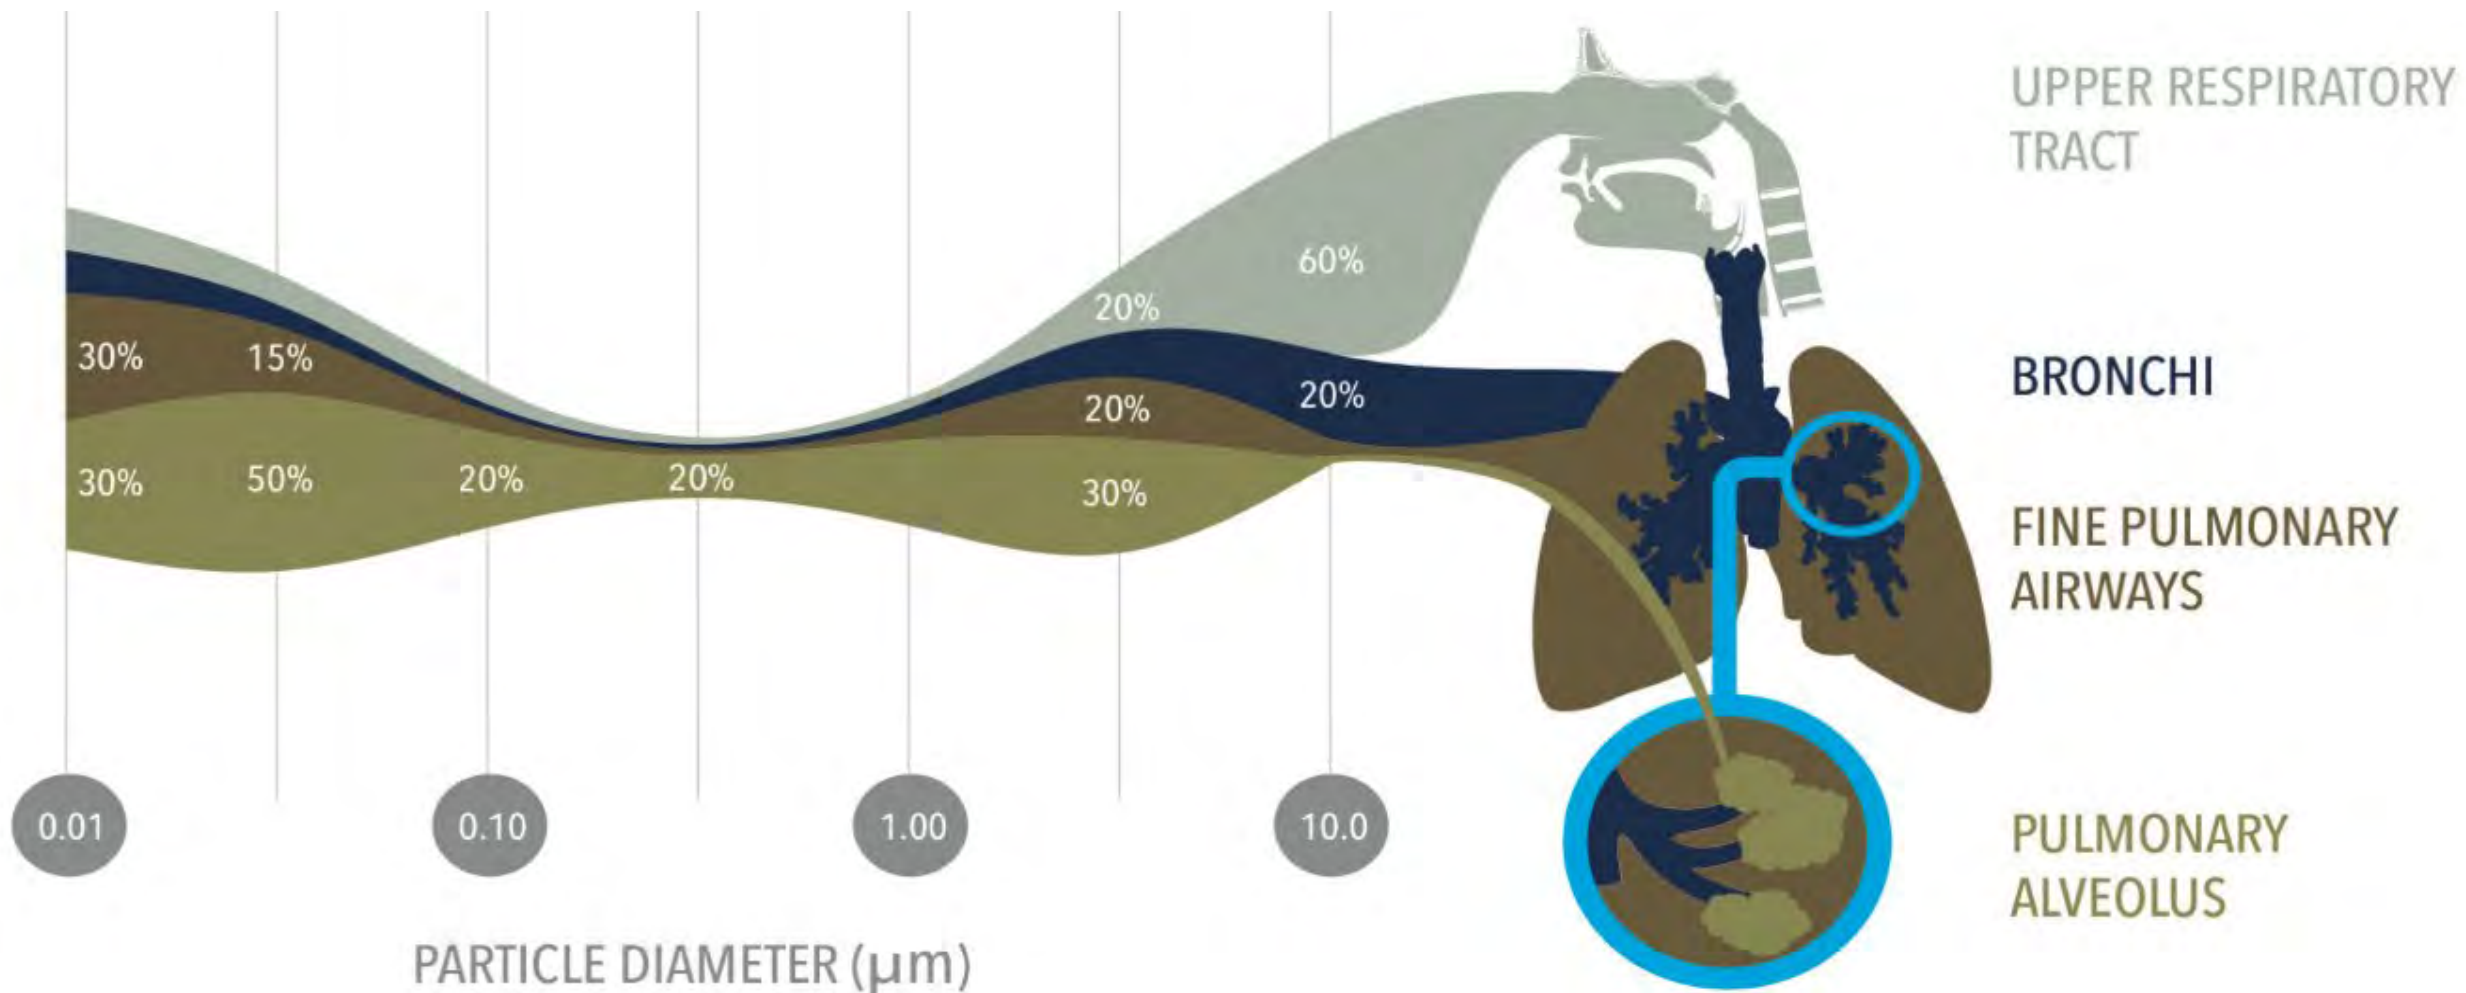 UPPER RESPIRATORY
TRACT
60%
20%
30%
15%
BRONCHI
20%
20%
30%
50%
20%
20%
30%
FINE PULMONARY
AIRWAYS
0.01
0.10
1.00
10.0
PULMONARY
ALVEOLUS
PARTICLE DIAMETER (µm)